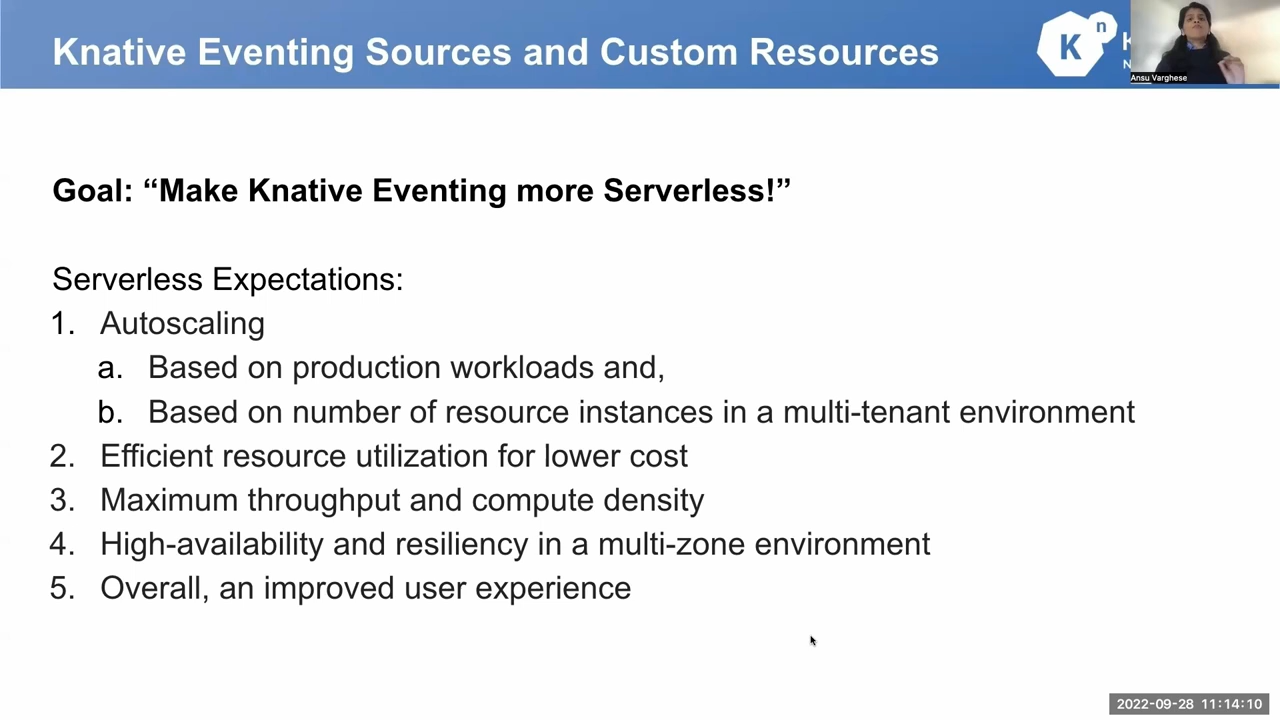 Knative Eventing Sources and Custom Resources
K n
Ansu Varghese
Goal: “Make Knative Eventing more Serverless!”
Serverless Expectations:
1. Autoscaling
a. Based on production workloads and,
b. Based on number of resource instances in a multi-tenant environment
2. Efficient resource utilization for lower cost
3. Maximum throughput and compute density
4. High-availability and resiliency in a multi-zone environment
5. Overall, an improved user experience
2022-09-28 11:14:10